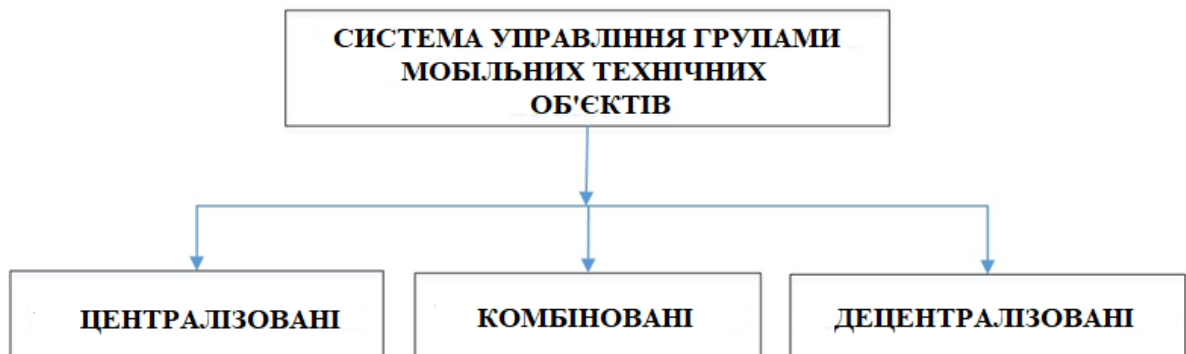 СИСТЕМА УПРАВЛІННЯ ГРУПАМИ
МОБІЛЬНИХ ТЕХНІЧНИХ
ОБ'ЄКТІВ
ЦЕНТРАЛІЗОВАНІ
КОМБІНОВАНІ
ДЕЦЕНТРАЛІЗОВАНІ